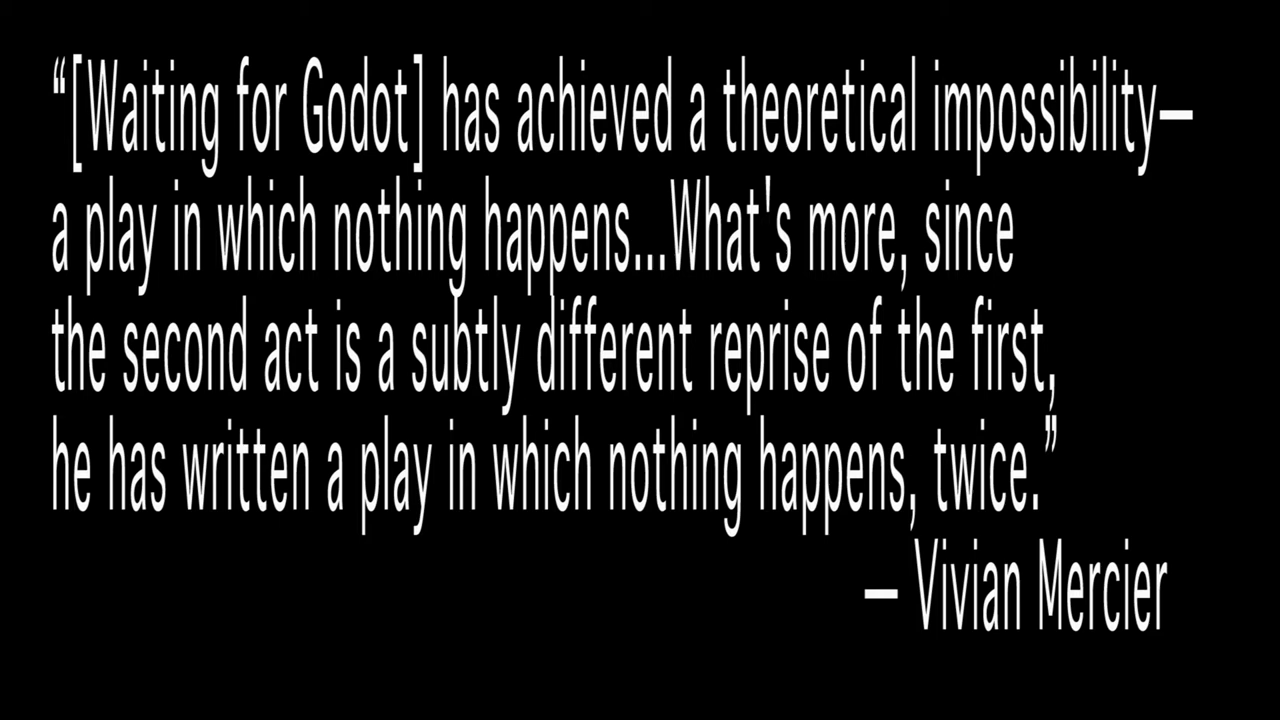 “[Waiting for Godot] has achieved a theoretical impossibility—
a play in which nothing happens...What's more, since
the second act is a subtly different reprise of the first,
he has written a play in which nothing happens, twice.”
— Vivian Mercier